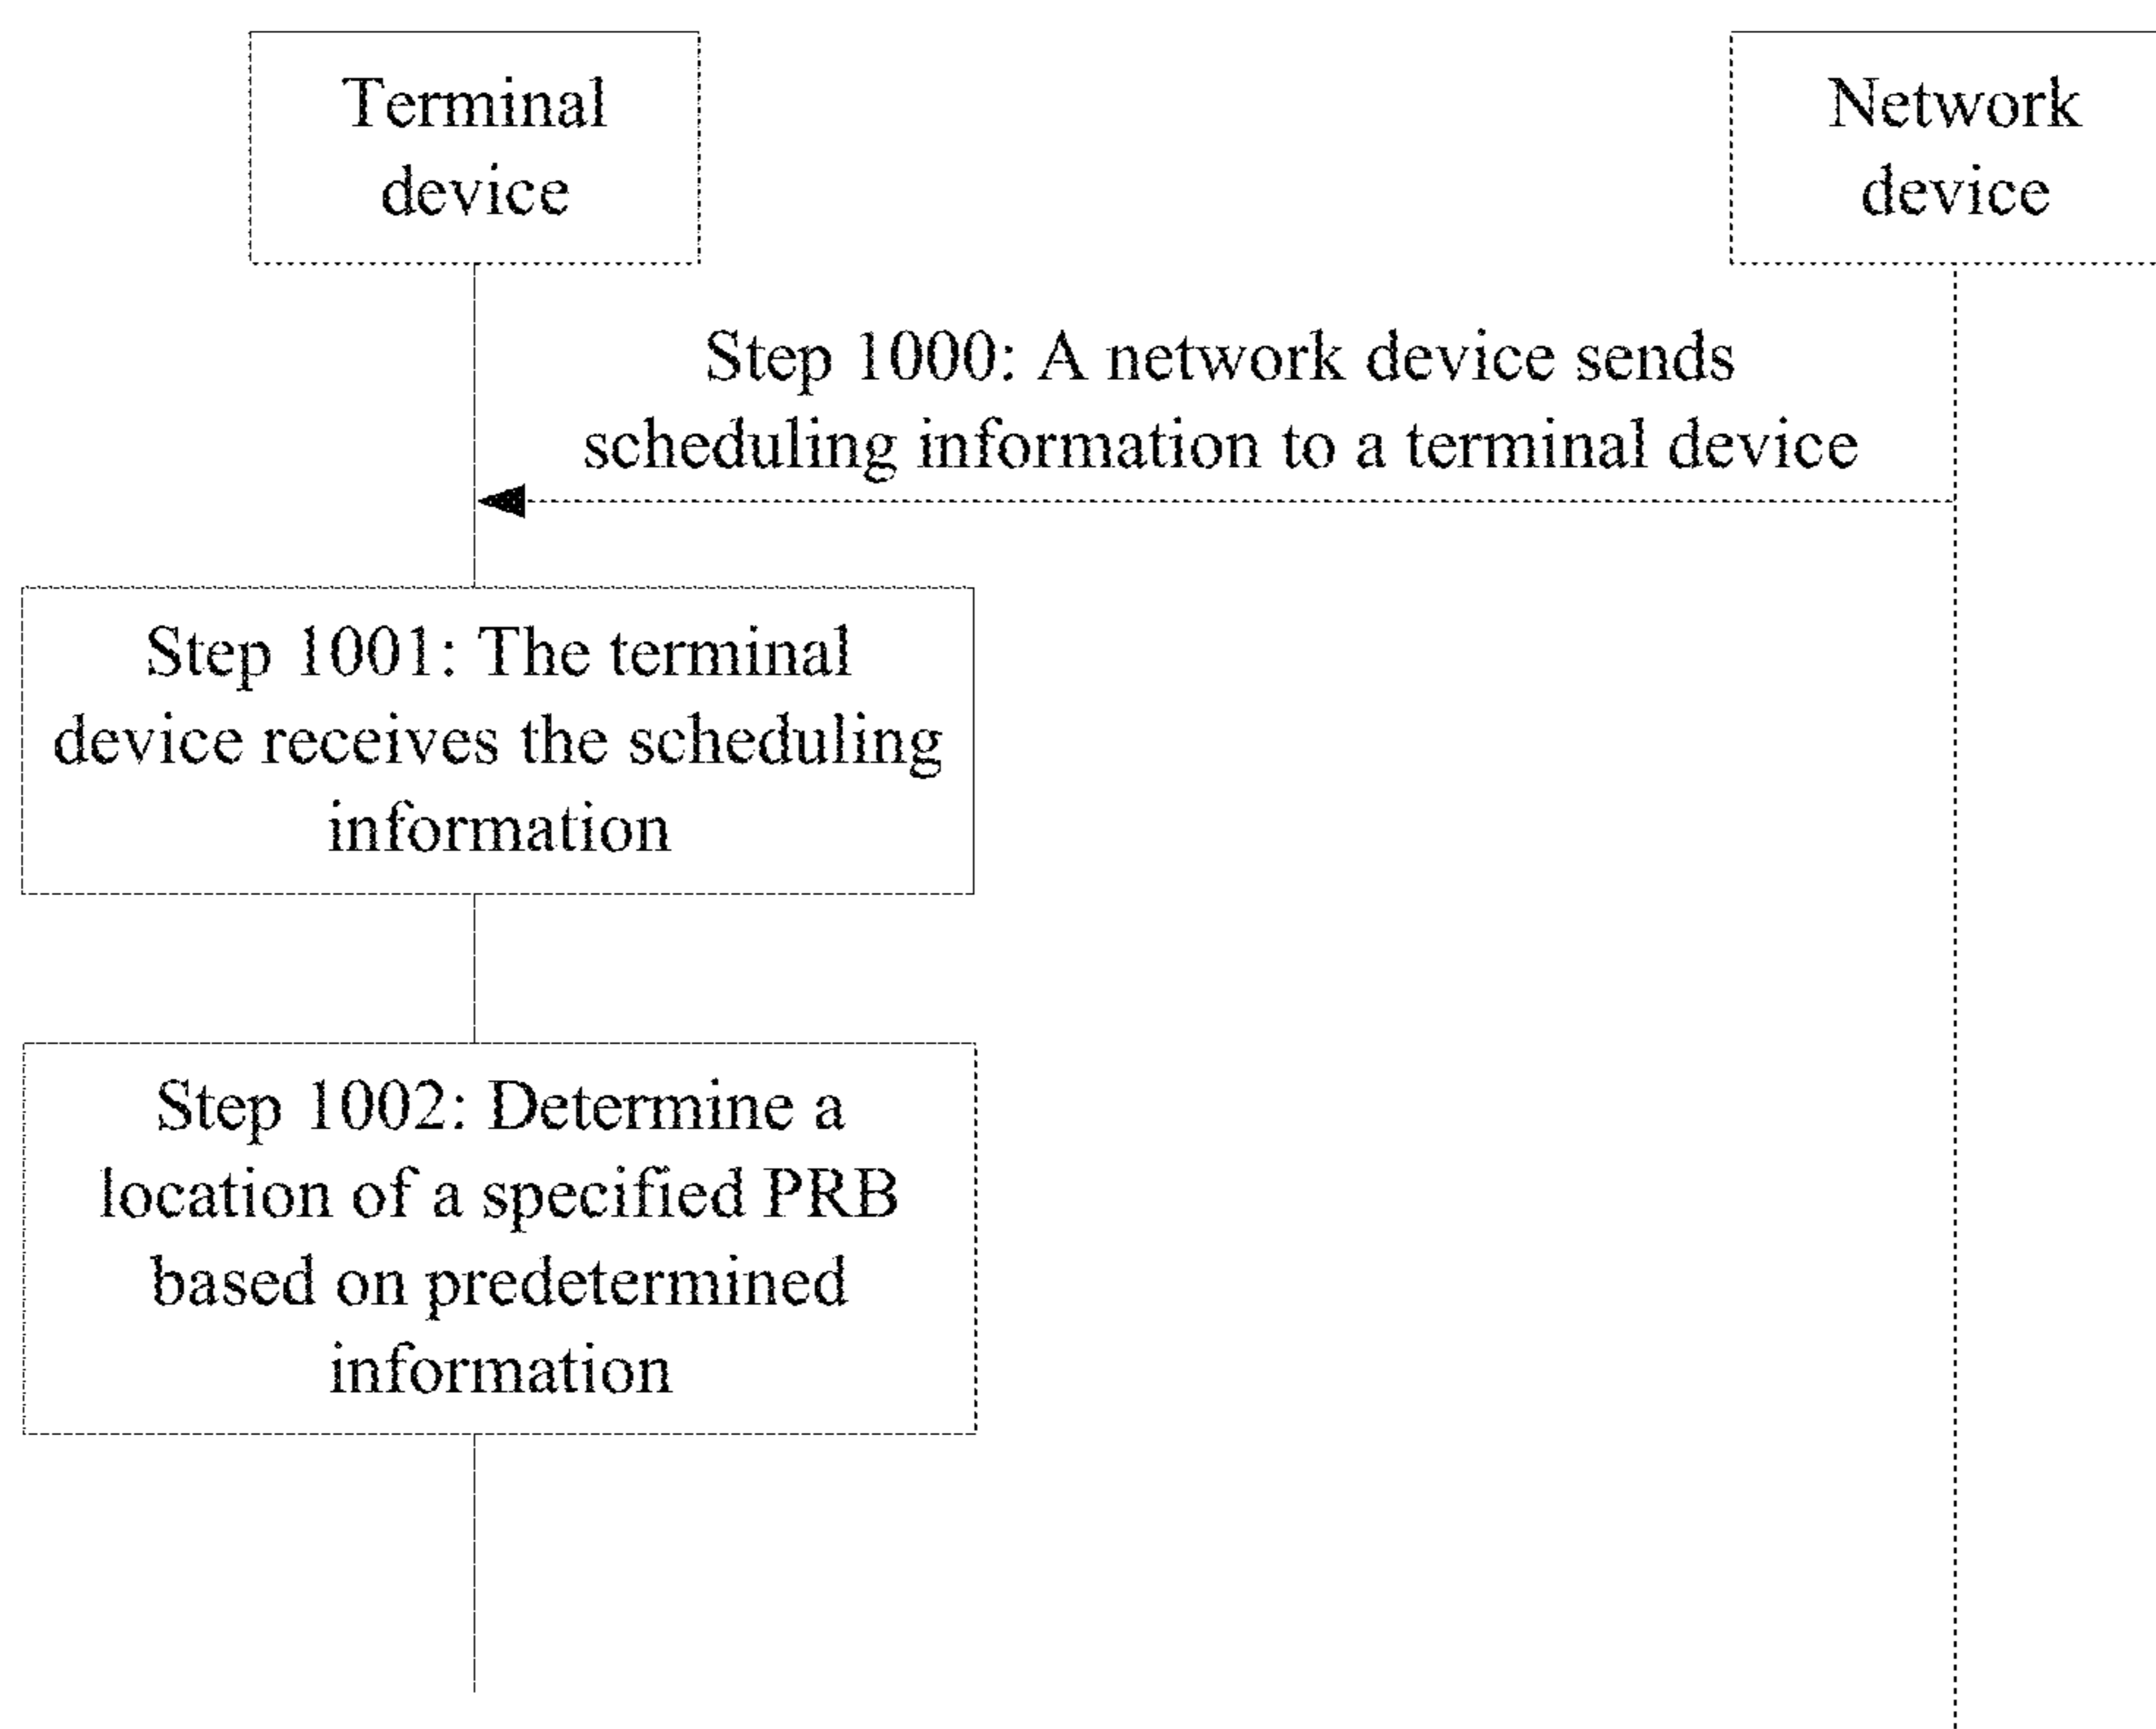 Terminal
device
Network
device
Step 1000: A network device sends
scheduling information to a terminal device
Step 1001: The terminal
device receives the scheduling
information
Step 1002: Determine a
location of a specified PRB
based on predetermined
information